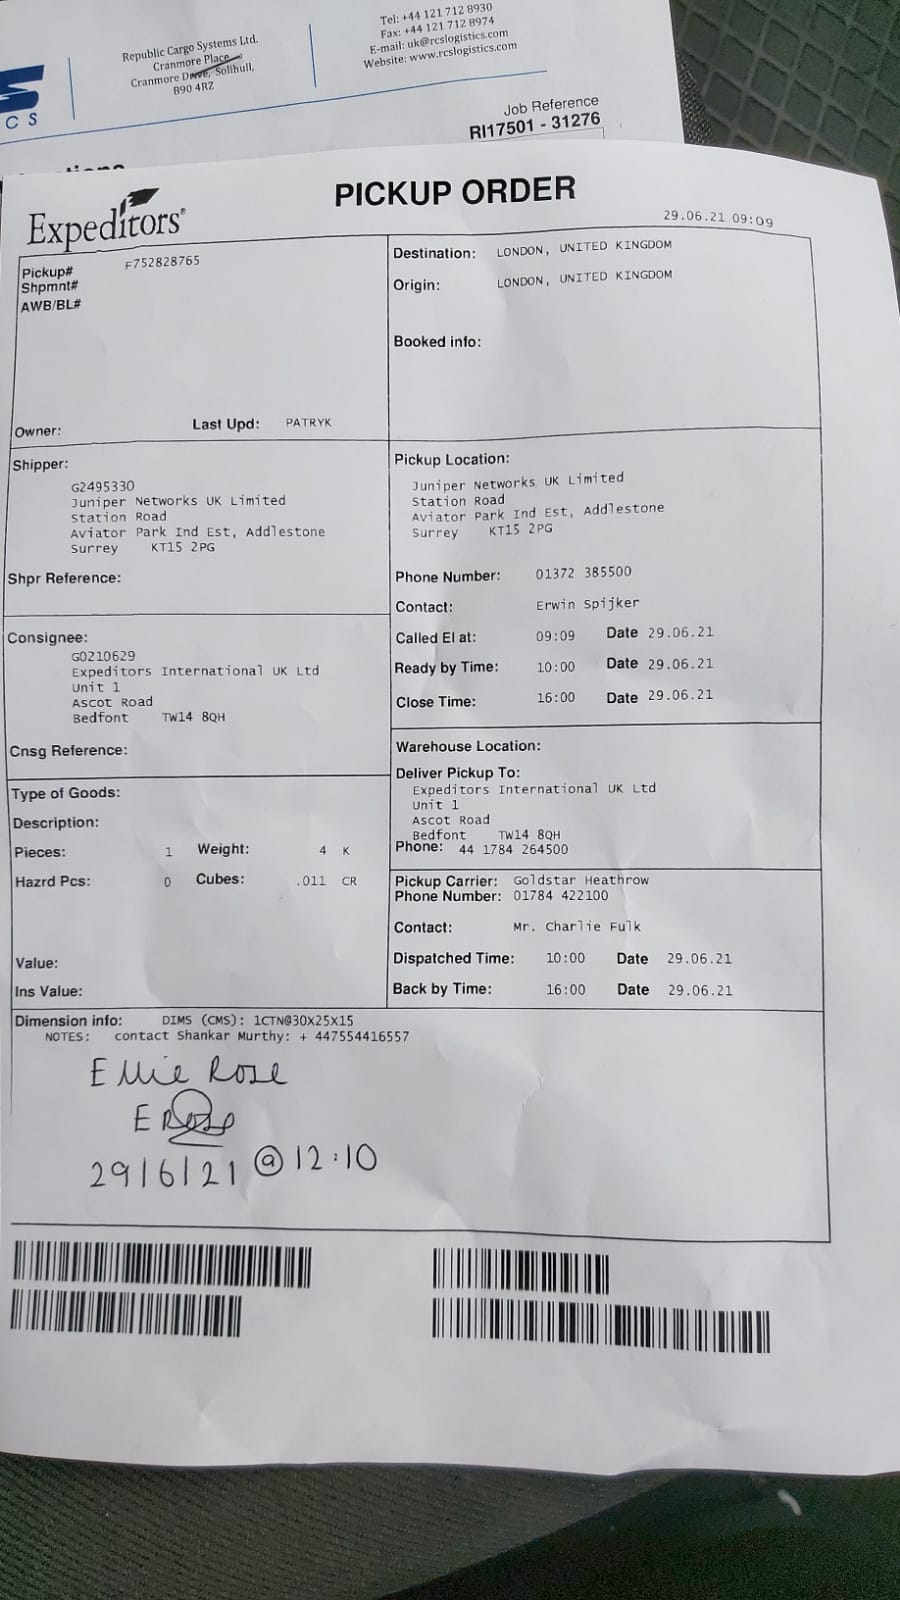 Republic Cargo Systems Ltd.
Cranmore Place
Cranmore Drive, Solihull,
B90 4RZ
Tel: +44 121 712 8930
Fax: +44 121 712 8974
E-mail: uk@rcslogistics.com
Website: www.rcslogistics.com
CS
Job Reference
RI17501 - 31276
Expeditors®
PICKUP ORDER
29.06.21 09:09
Pickup# F752828765
Shpmnt#
AWB/BL#
Owner: Last Upd: PATRYK
Destination: LONDON, UNITED KINGDOM
Origin: LONDON, UNITED KINGDOM
Booked info:
Shipper:
G2495330
Juniper Networks UK Limited
Station Road
Aviator Park Ind Est, Addlestone
Surrey KT15 2PG
Shpr Reference:
Pickup Location:
Juniper Networks UK Limited
Station Road
Aviator Park Ind Est, Addlestone
Surrey KT15 2PG
Phone Number: 01372 385500
Contact: Erwin Spijker
Called El at: 09:09 Date 29.06.21
Ready by Time: 10:00 Date 29.06.21
Close Time: 16:00 Date 29.06.21
Consignee:
G0210629
Expeditors International UK Ltd
Unit 1
Ascot Road
Bedfont TW14 8QH
Cnsg Reference:
Warehouse Location:
Deliver Pickup To:
Expeditors International UK Ltd
Unit 1
Ascot Road
Bedfont TW14 8QH
Phone: 44 1784 264500
Type of Goods:
Description:
Pieces: 1 Weight: 4 K
Hazrd Pcs: 0 Cubes: .011 CR
Value:
Ins Value:
Pickup Carrier: Goldstar Heathrow
Phone Number: 01784 422100
Contact: Mr. Charlie Fulk
Dispatched Time: 10:00 Date 29.06.21
Back by Time: 16:00 Date 29.06.21
Dimension info: DIMS (CMS): 1CTN@30X25X15
NOTES: contact Shankar Murthy: + 447554416557
Ellie Rose
E Rose
29/6/21 @ 12:10